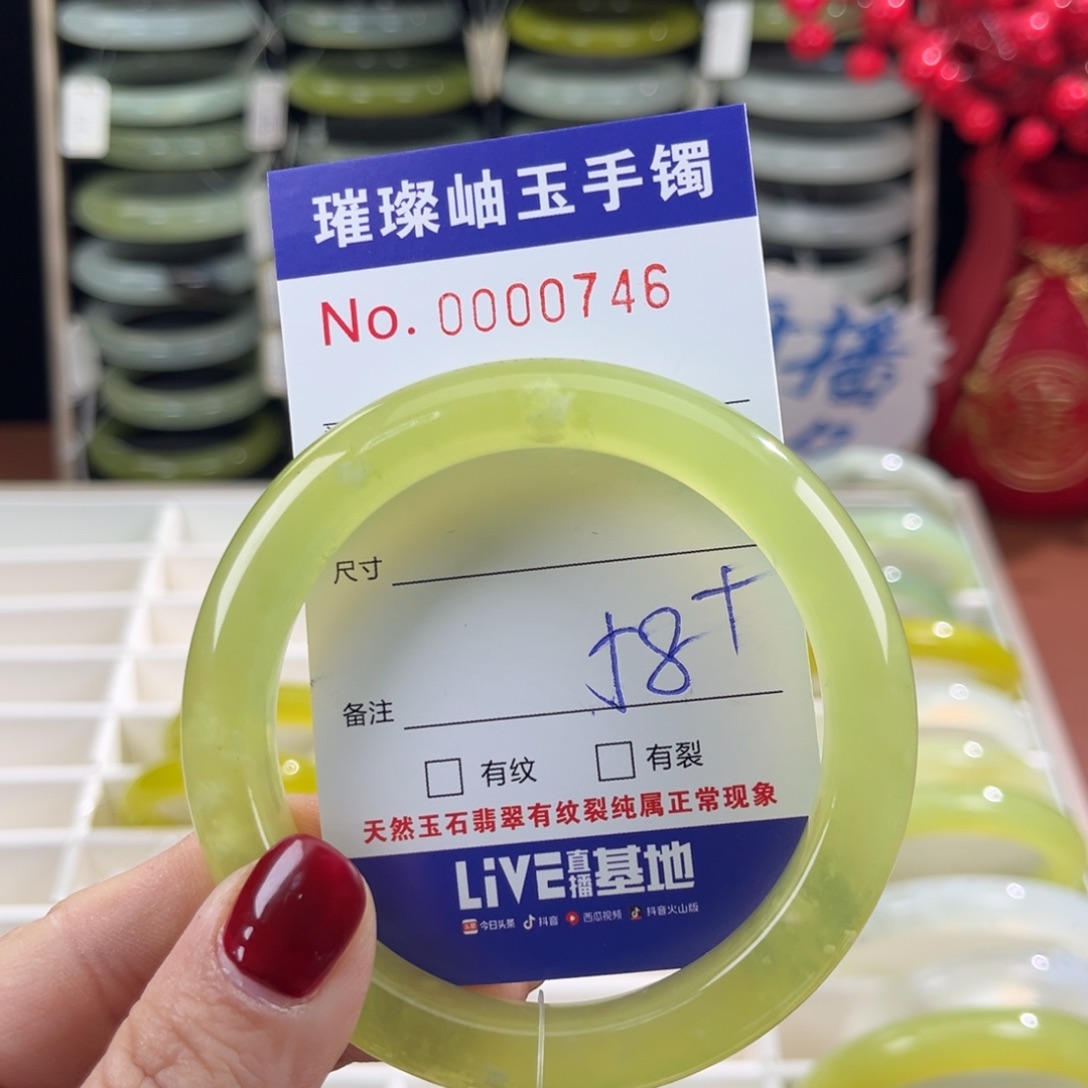 璀璨岫玉手镯
No. 0000746
尺寸
58+
备注
有纹 有裂
天然玉石翡翠有纹裂纯属正常现象
LiVE直播基地
今日头条 抖音 西瓜视频 抖音火山版
播